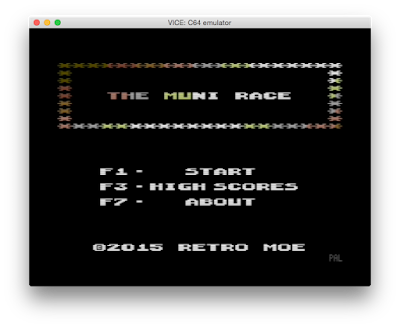 VICE: C64 emulator
THE MUNI RACE
F1 - START
F3 - HIGH SCORES
F7 - ABOUT
©2015 RETRO MOE
PAL